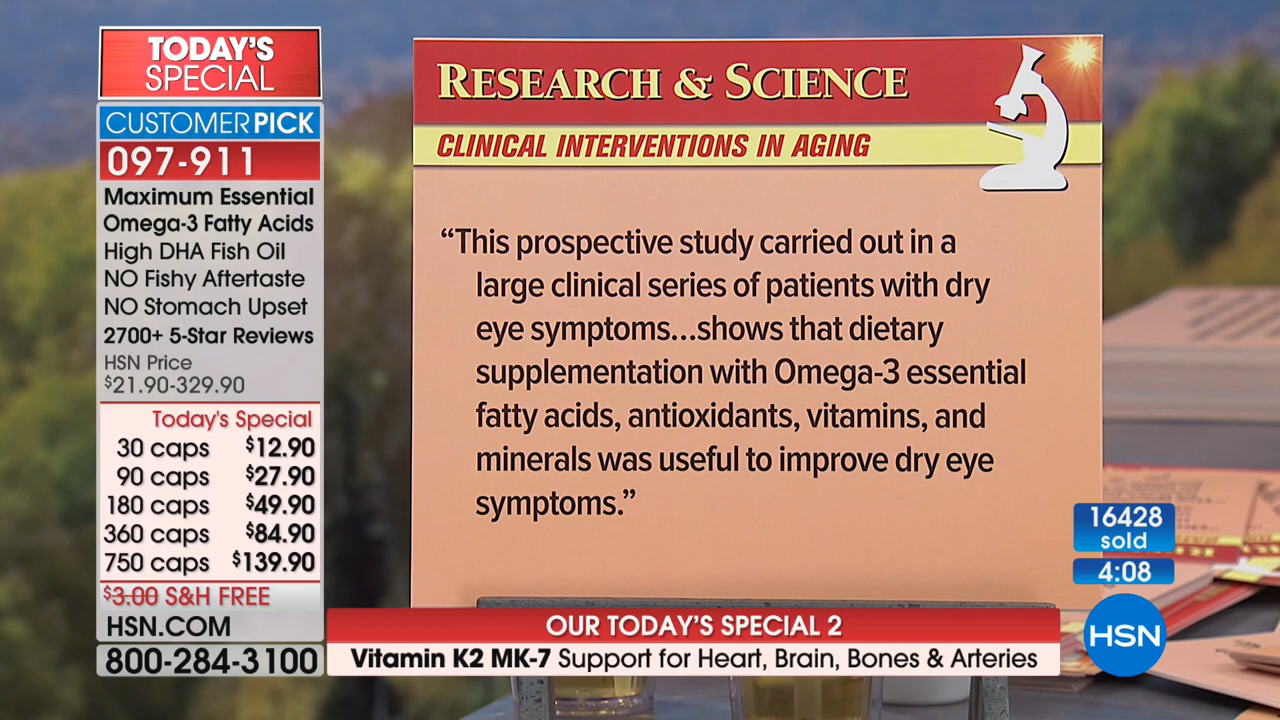 TODAY'S
SPECIAL
CUSTOMER PICK
097-911
Maximum Essential
Omega-3 Fatty Acids
High DHA Fish Oil
NO Fishy Aftertaste
NO Stomach Upset
2700+ 5-Star Reviews
HSN Price
$21.90-329.90
Today's Special
30 caps $12.90
90 caps $27.90
180 caps $49.90
360 caps $84.90
750 caps $139.90
$3.00 S&H FREE
HSN.COM
800-284-3100
RESEARCH & SCIENCE
CLINICAL INTERVENTIONS IN AGING
“This prospective study carried out in a
large clinical series of patients with dry
eye symptoms...shows that dietary
supplementation with Omega-3 essential
fatty acids, antioxidants, vitamins, and
minerals was useful to improve dry eye
symptoms.”
16428
sold
4:08
HSN
OUR TODAY'S SPECIAL 2
Vitamin K2 MK-7 Support for Heart, Brain, Bones & Arteries